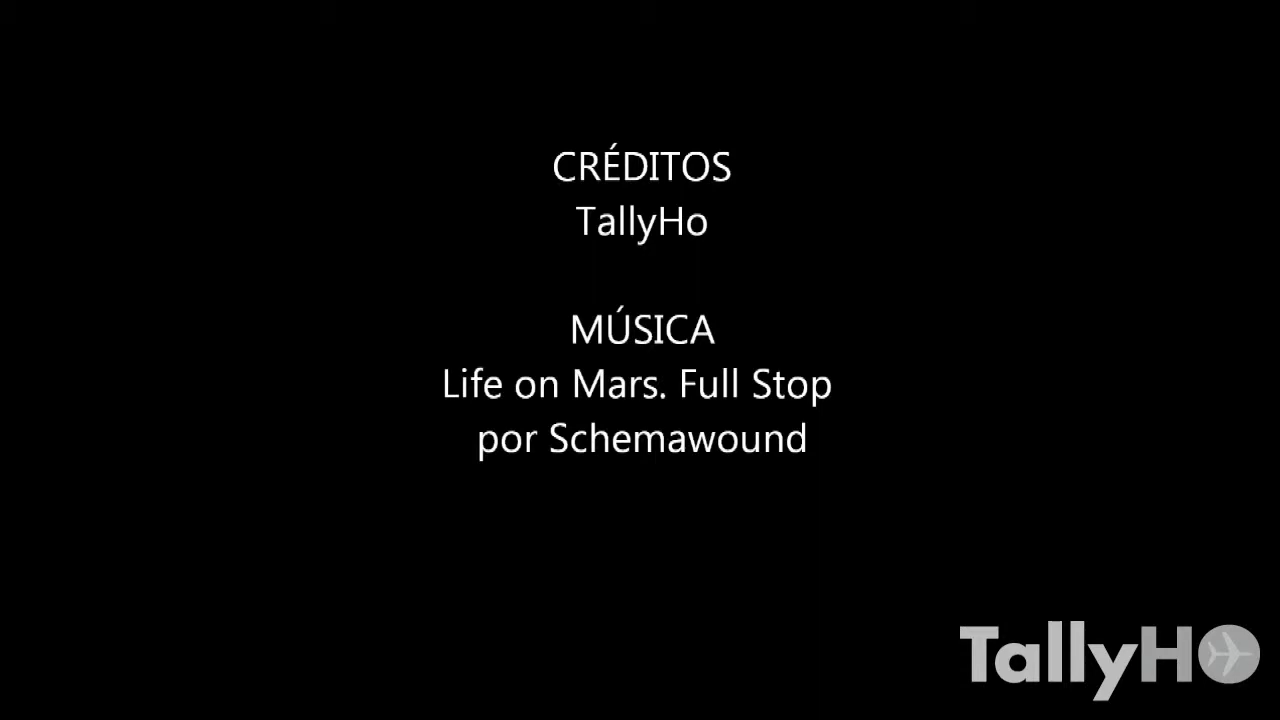 CRÉDITOS
TallyHo
MÚSICA
Life on Mars. Full Stop
por Schemawound
TallyHO